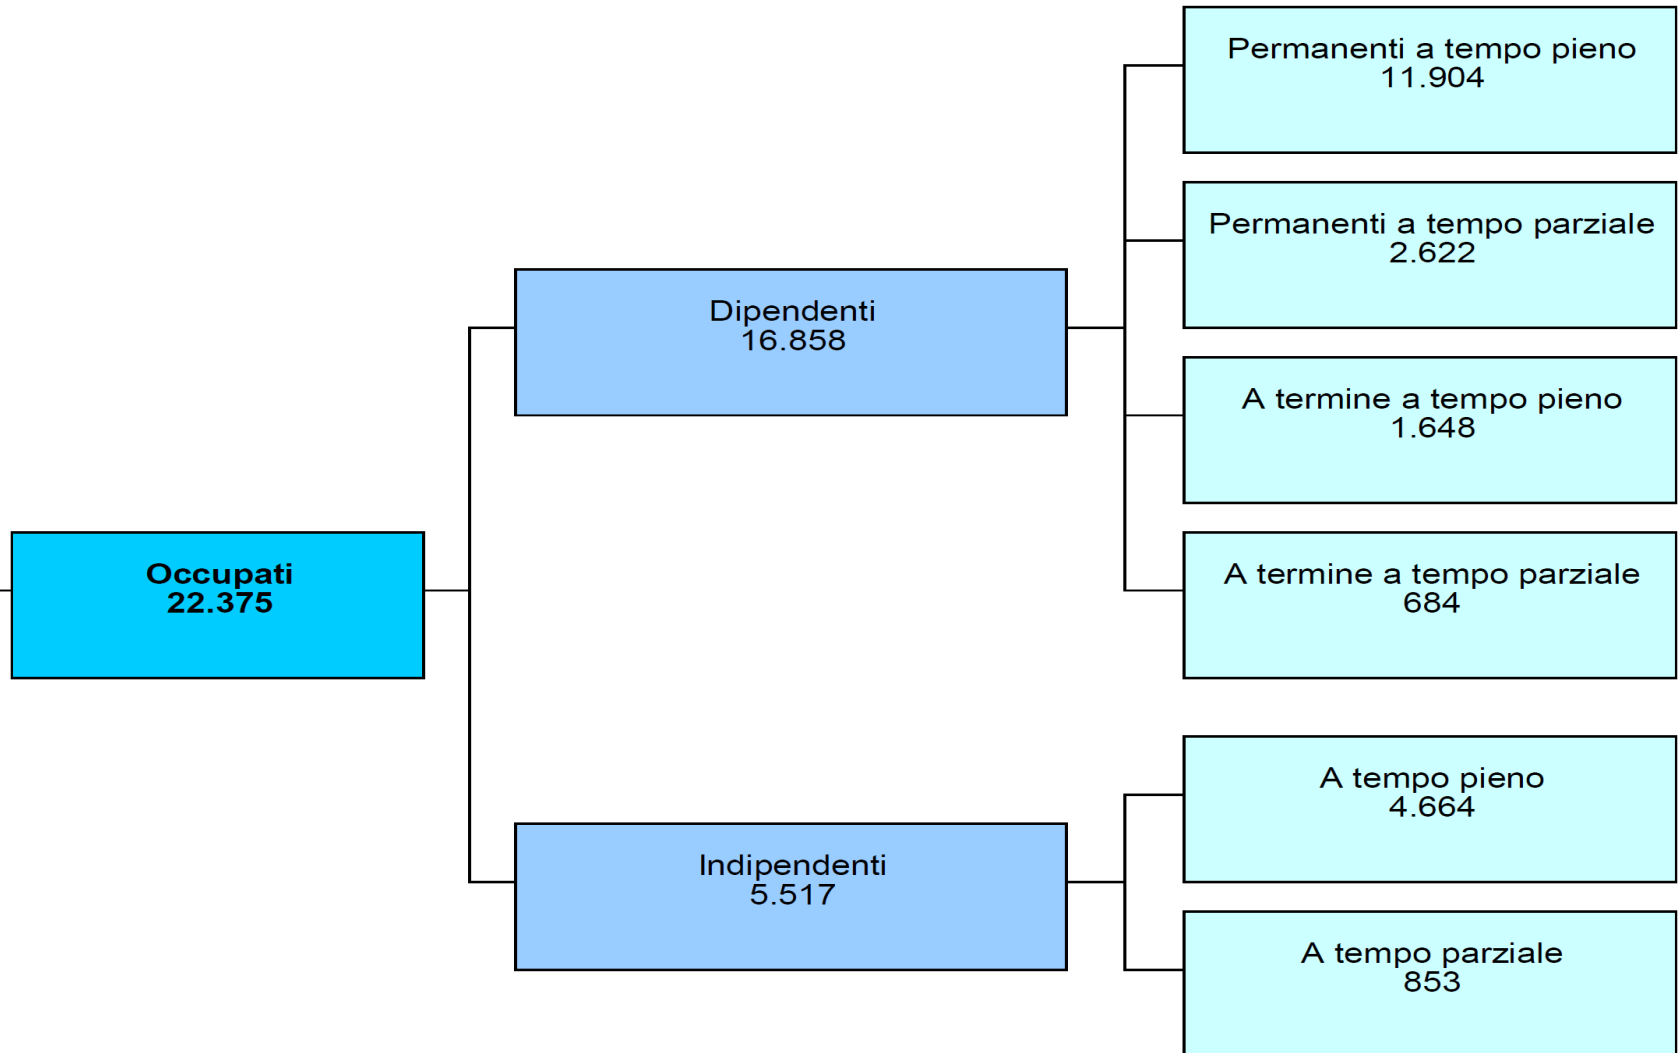 Permanenti a tempo pieno
11.904
Permanenti a tempo parziale
2.622
Dipendenti
16.858
A termine a tempo pieno
1.648
Occupati
22.375
A termine a tempo parziale
684
A tempo pieno
4.664
Indipendenti
5.517
A tempo parziale
853